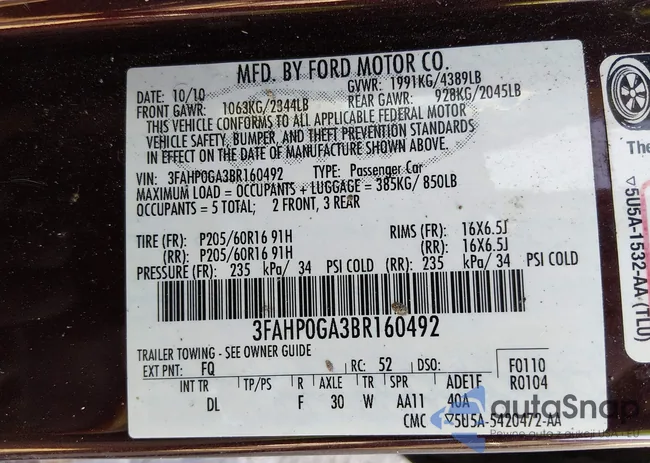 MFD. BY FORD MOTOR CO.
DATE: 10/10 GVWR: 1991KG/4389LB
FRONT GAWR: 1063KG/2344LB REAR GAWR: 928KG/2045LB
THIS VEHICLE CONFORMS TO ALL APPLICABLE FEDERAL MOTOR
VEHICLE SAFETY, BUMPER, AND THEFT PREVENTION STANDARDS
IN EFFECT ON THE DATE OF MANUFACTURE SHOWN ABOVE.
VIN: 3FAHP0GA3BR160492 TYPE: Passenger Car
MAXIMUM LOAD = OCCUPANTS + LUGGAGE = 385KG/ 850LB
OCCUPANTS = 5 TOTAL; 2 FRONT, 3 REAR
TIRE (FR): P205/60R16 91H RIMS (FR): 16X6.5J
(RR): P205/60R16 91H (RR): 16X6.5J
PRESSURE (FR): 235 kPa/ 34 PSI COLD (RR): 235 kPa/ 34 PSI COLD
3FAHP0GA3BR160492
TRAILER TOWING - SEE OWNER GUIDE
EXT PNT: FQ RC: 52 DSO: F0110
R0104
INT TR TP/PS R AXLE TR SPR ADE1F
DL F 30 W AA11 40A
CMC ▽5U5A-5420472-AA
The
▽5U5A-1532-AA (TLU)
autoSnap
Pewne auto z aukcji USA i EU